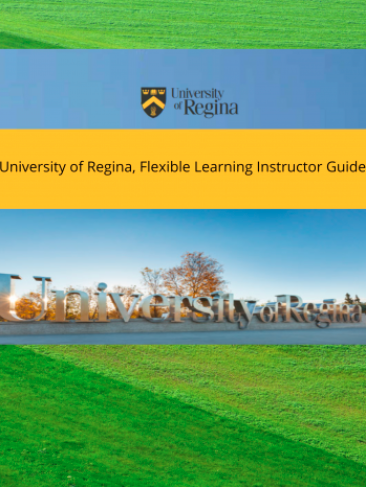 University
of Regina
University of Regina, Flexible Learning Instructor Guide
University of Regina